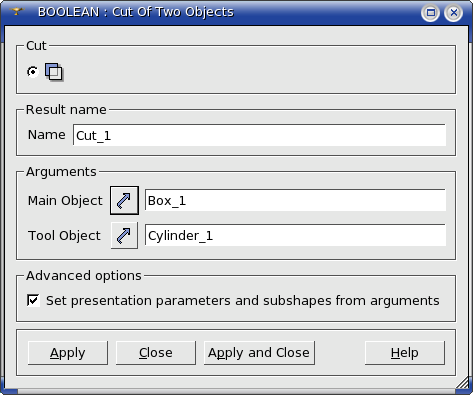 BOOLEAN : Cut Of Two Objects
Cut
Result name
Name Cut_1
Arguments
Main Object Box_1
Tool Object Cylinder_1
Advanced options
Set presentation parameters and subshapes from arguments
Apply Close Apply and Close Help